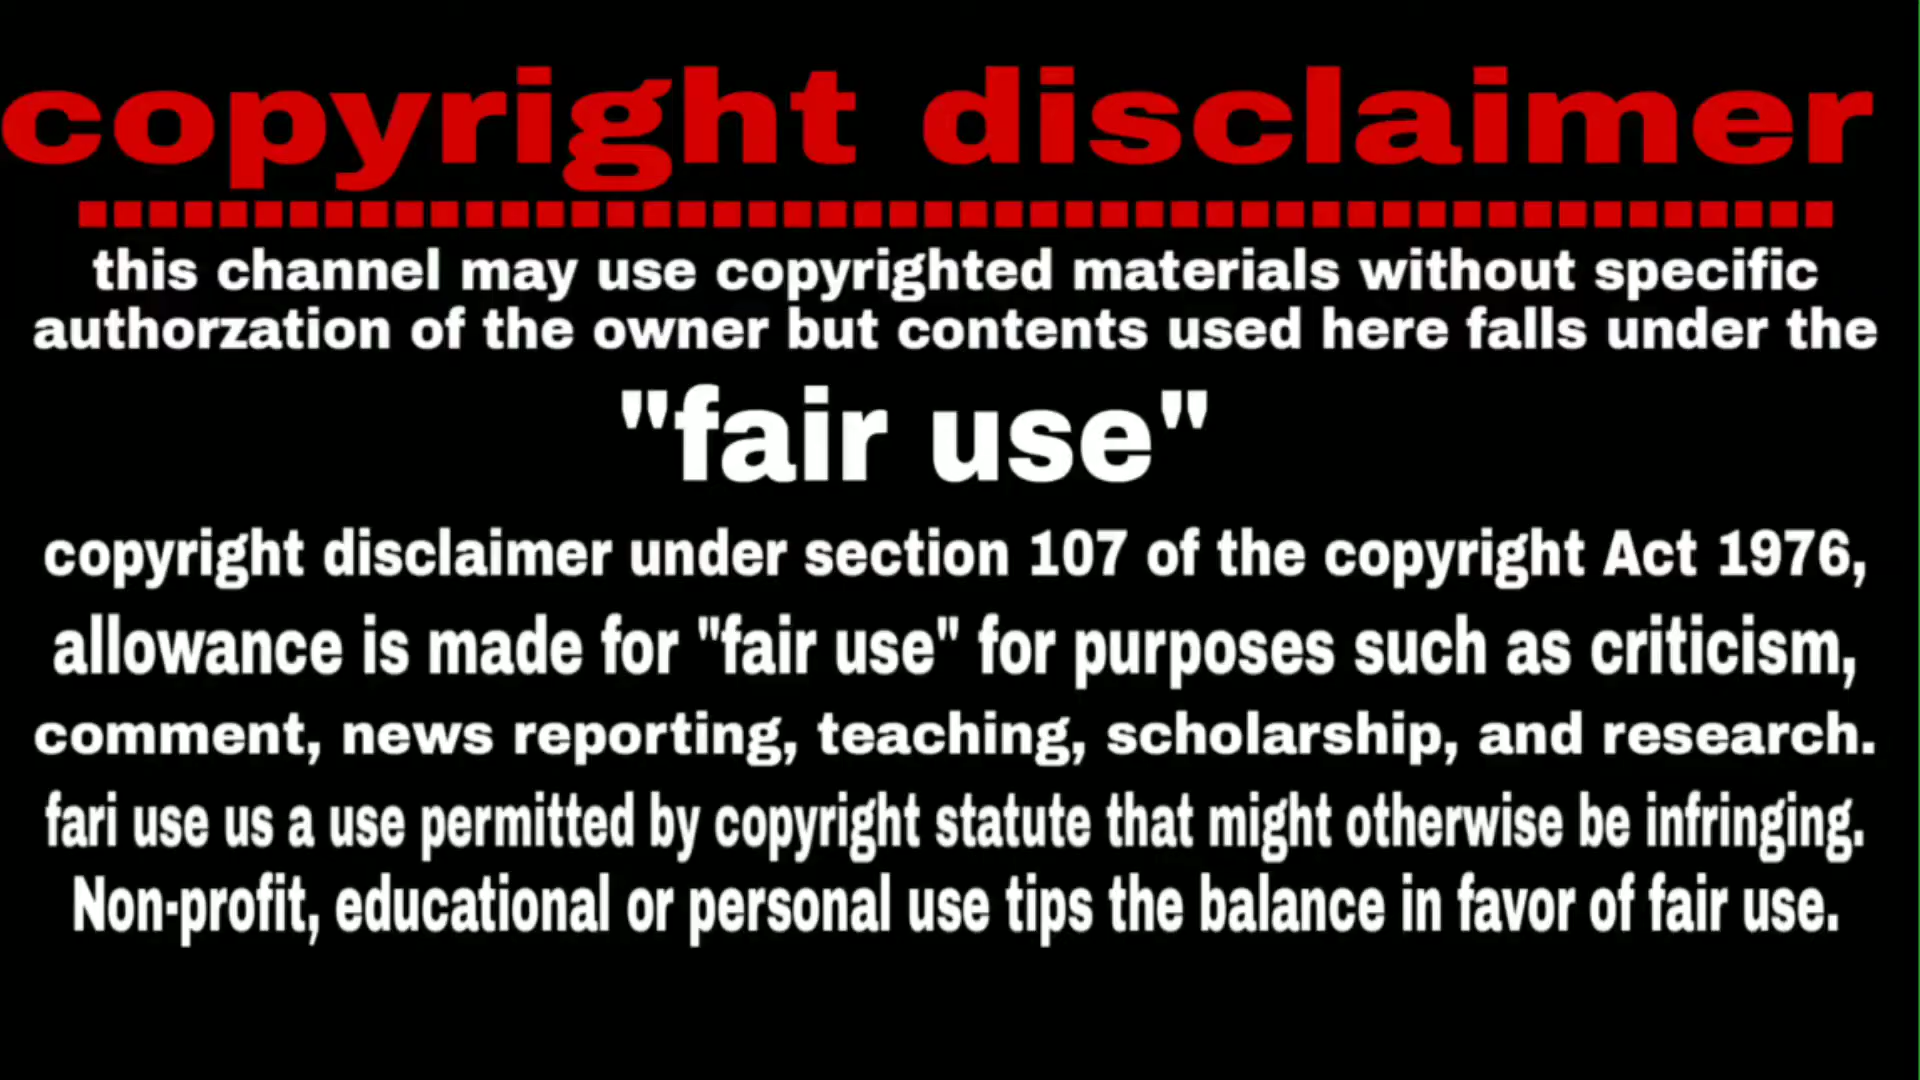 copyright disclaimer
this channel may use copyrighted materials without specific
authorzation of the owner but contents used here falls under the
"fair use"
copyright disclaimer under section 107 of the copyright Act 1976,
allowance is made for "fair use" for purposes such as criticism,
comment, news reporting, teaching, scholarship, and research.
fari use us a use permitted by copyright statute that might otherwise be infringing.
Non-profit, educational or personal use tips the balance in favor of fair use.